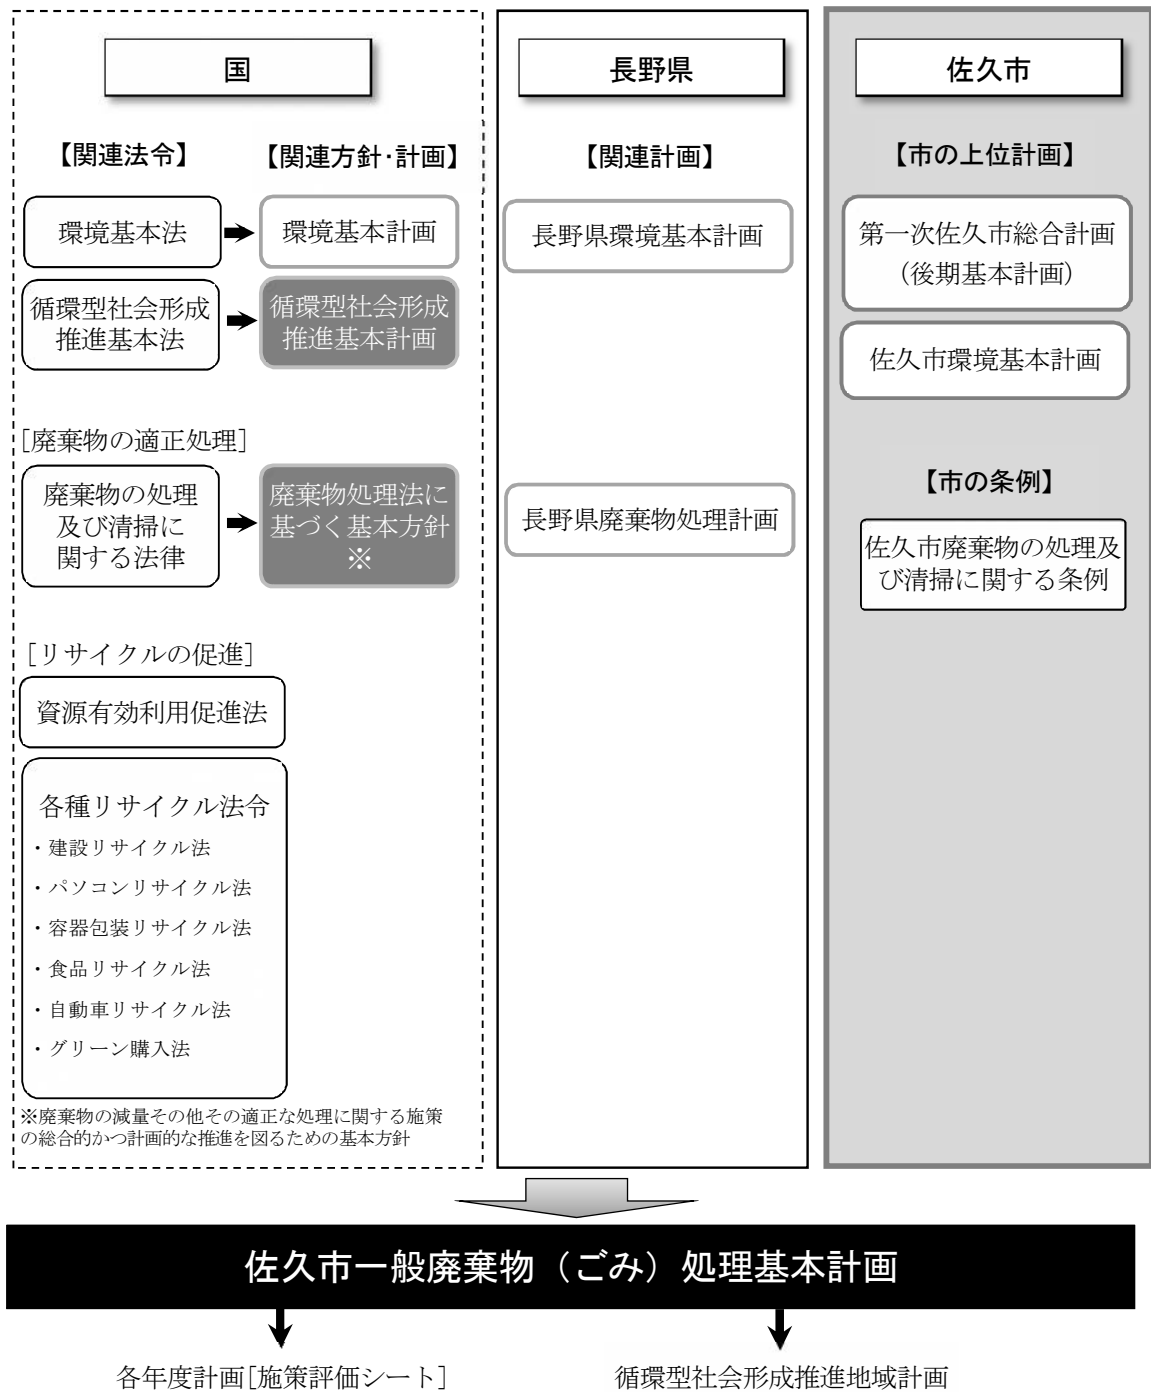 国
【関連法令】
【関連方針・計画】
環境基本法
環境基本計画
循環型社会形成
推進基本法
循環型社会形成
推進基本計画
[廃棄物の適正処理]
廃棄物の処理
及び清掃に
関する法律
廃棄物処理法に
基づく基本方針
※
[リサイクルの促進]
資源有効利用促進法
各種リサイクル法令
・建設リサイクル法
・パソコンリサイクル法
・容器包装リサイクル法
・食品リサイクル法
・自動車リサイクル法
・グリーン購入法
※廃棄物の減量その他その適正な処理に関する施策
の総合的かつ計画的な推進を図るための基本方針
長野県
【関連計画】
長野県環境基本計画
長野県廃棄物処理計画
佐久市
【市の上位計画】
第一次佐久市総合計画
（後期基本計画）
佐久市環境基本計画
【市の条例】
佐久市廃棄物の処理及
び清掃に関する条例
佐久市一般廃棄物（ごみ）処理基本計画
各年度計画[施策評価シート]
循環型社会形成推進地域計画